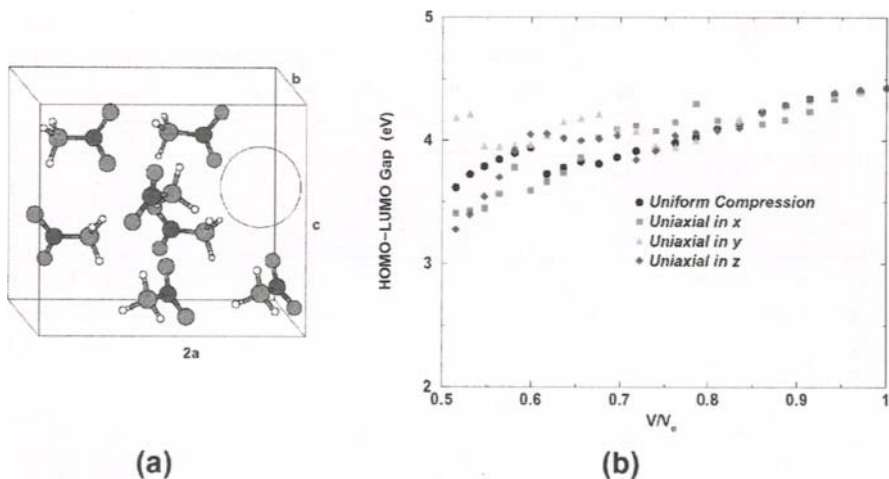 b
c
2a
(a)
5
4
3
2
HOMO-LUMO Gap (eV)
Uniform Compression
Uniaxial in x
Uniaxial in y
Uniaxial in z
0.5 0.6 0.7 0.8 0.9 1
V/V₀
(b)